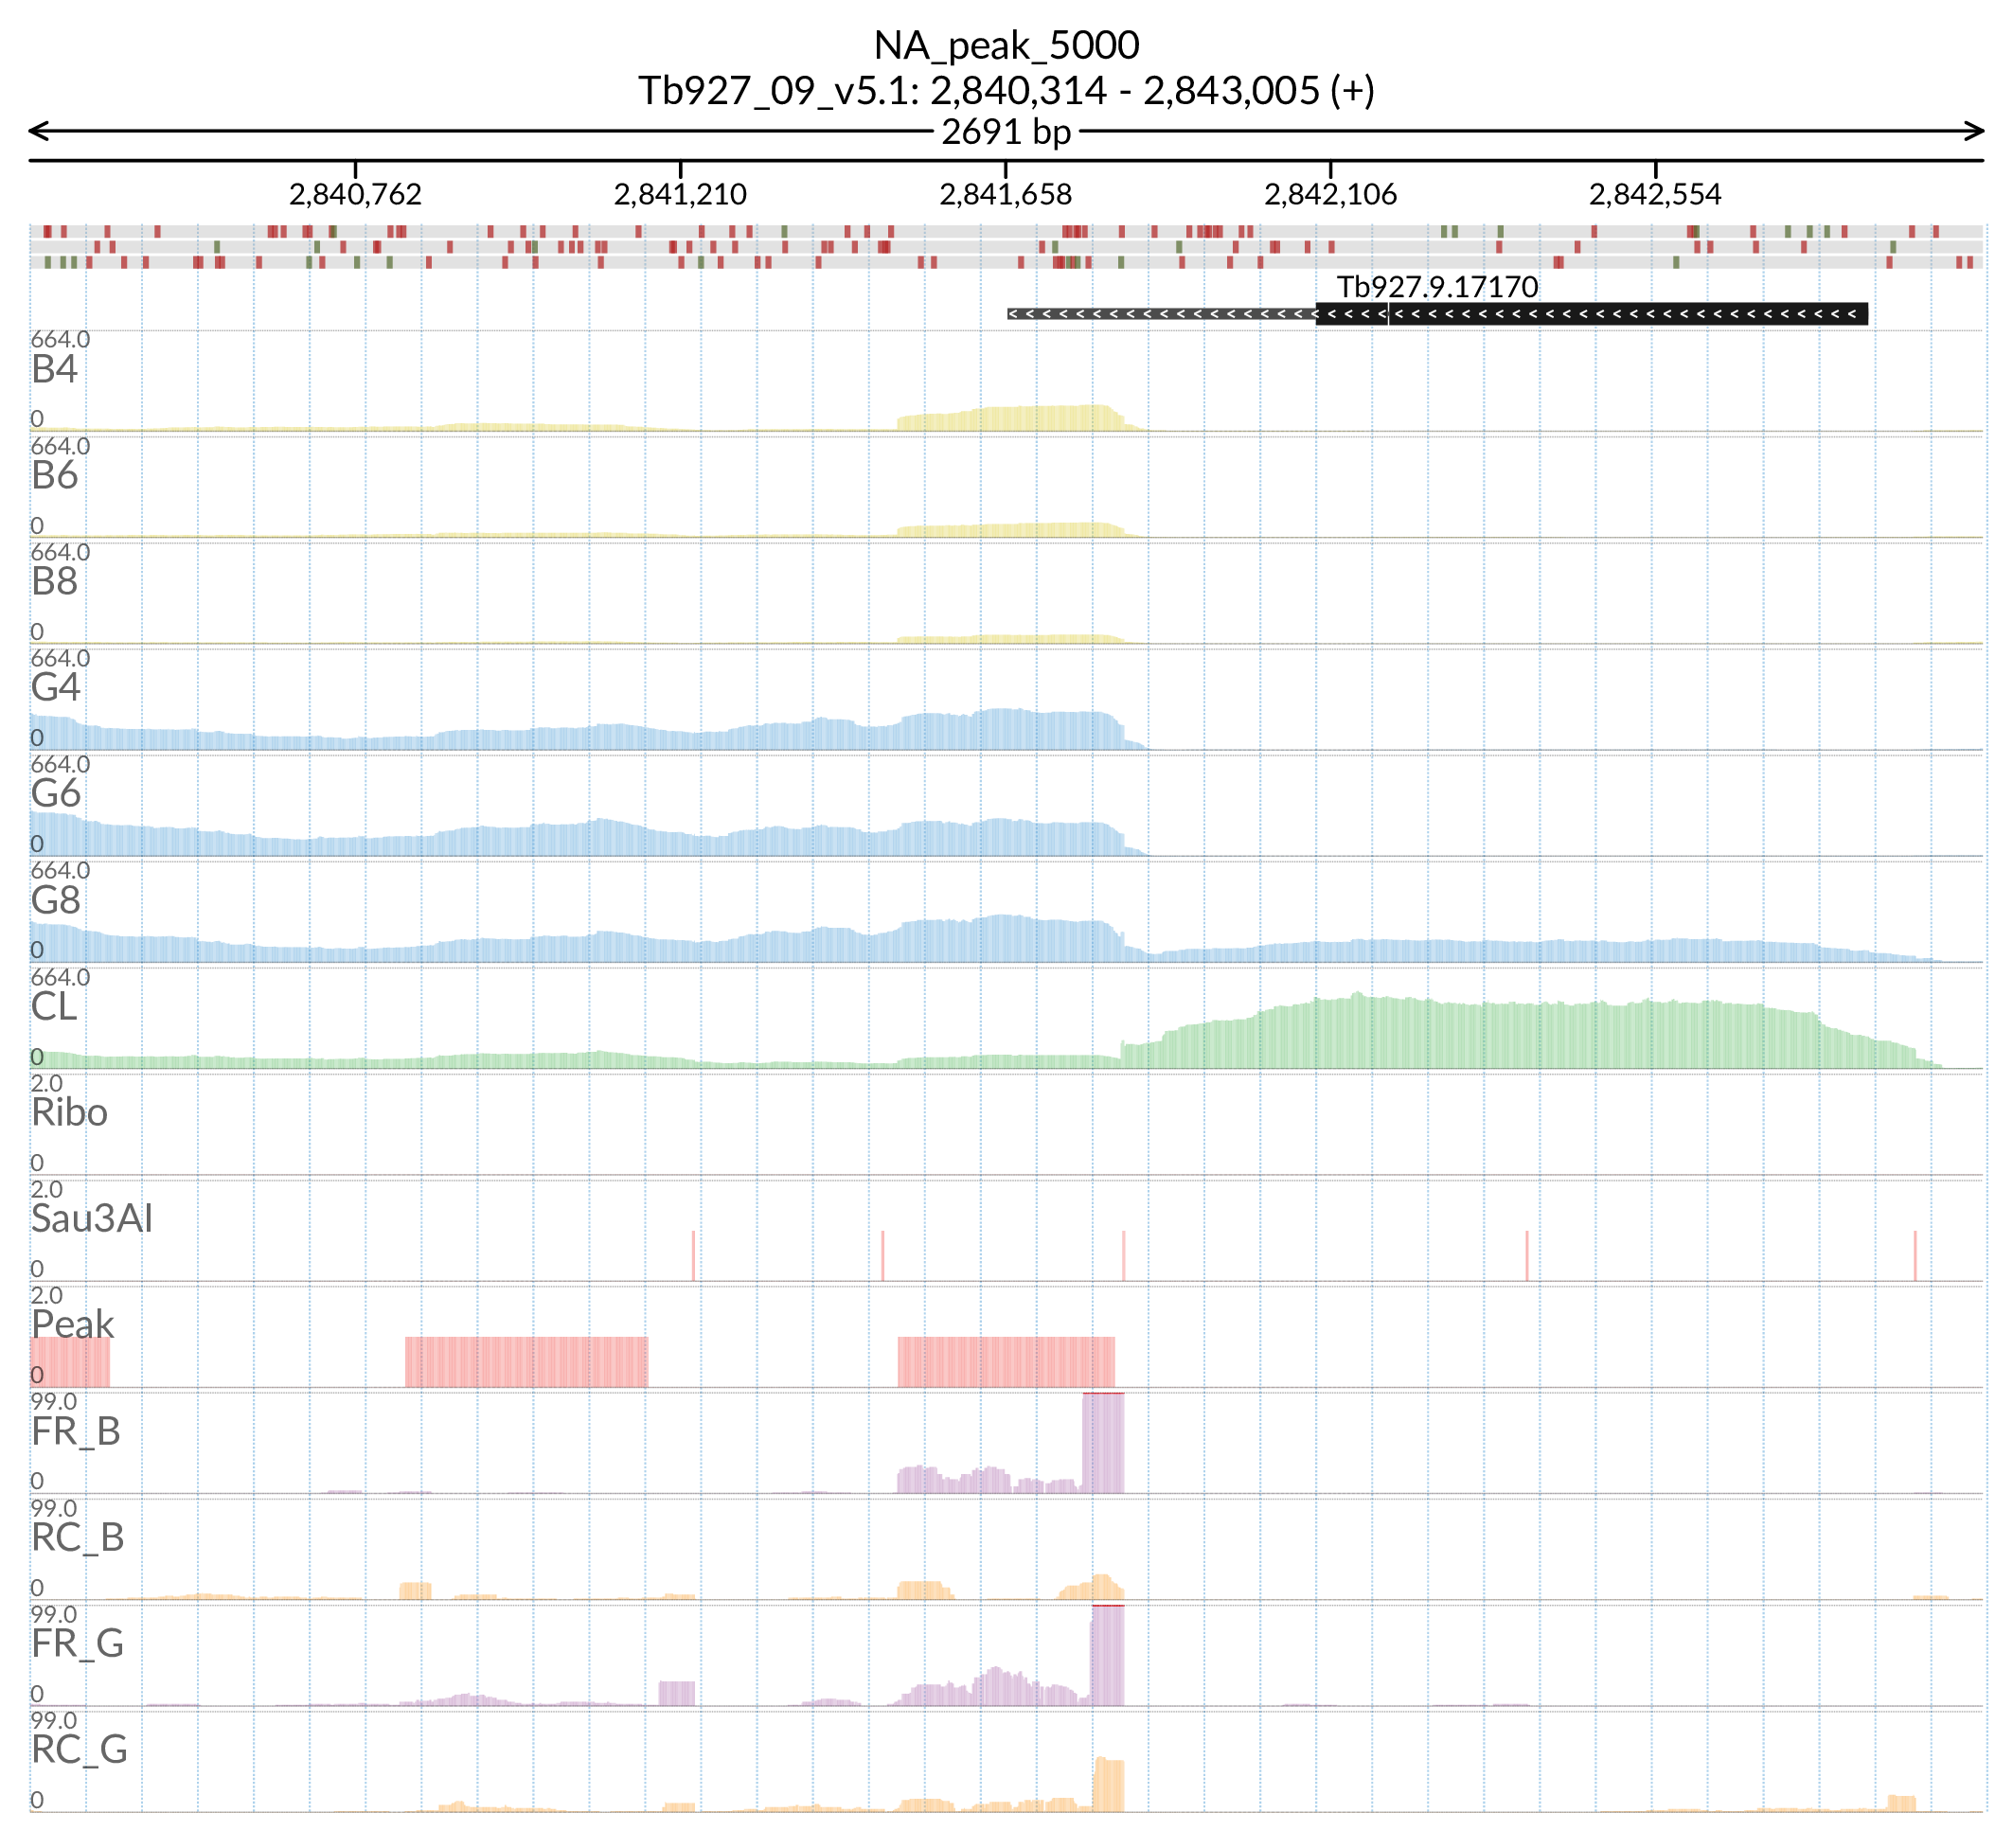 NA_peak_5000
Tb927_09_v5.1: 2,840,314 - 2,843,005 (+)
2691 bp
2,840,762 2,841,210 2,841,658 2,842,106 2,842,554
Tb927.9.17170
664.0
B4
0
664.0
B6
0
664.0
B8
0
664.0
G4
0
664.0
G6
0
664.0
G8
0
664.0
CL
0
2.0
Ribo
0
2.0
Sau3AI
0
2.0
Peak
0
99.0
FR_B
0
99.0
RC_B
0
99.0
FR_G
0
99.0
RC_G
0